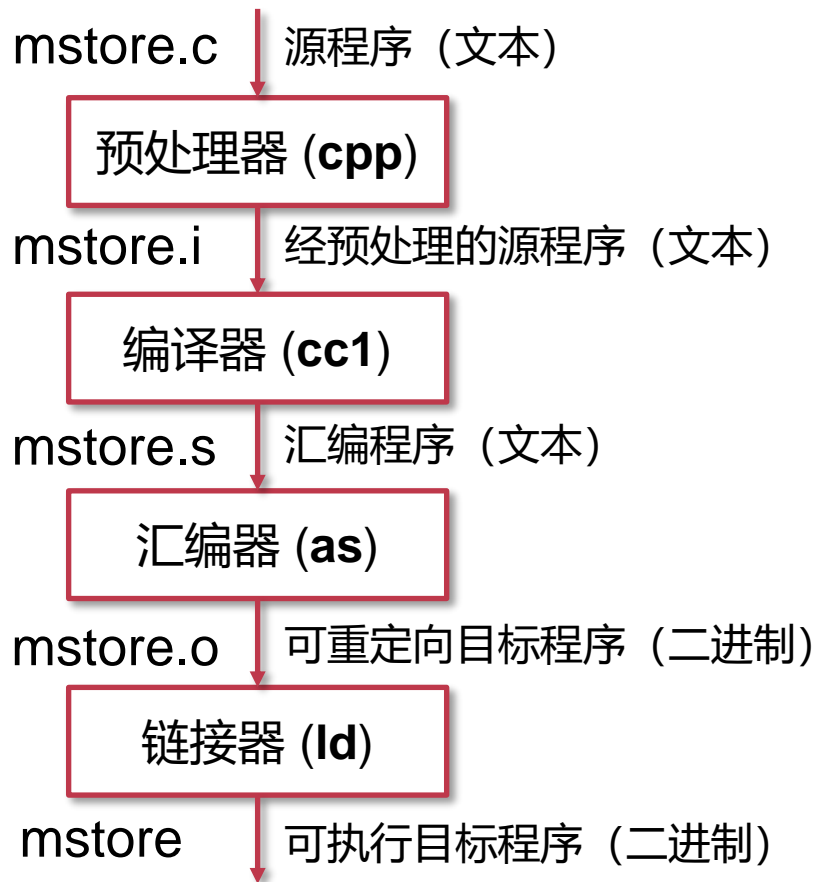 mstore.c 源程序（文本）
预处理器 (cpp)
mstore.i 经预处理的源程序（文本）
编译器 (cc1)
mstore.s 汇编程序（文本）
汇编器 (as)
mstore.o 可重定向目标程序（二进制）
链接器 (ld)
mstore 可执行目标程序（二进制）